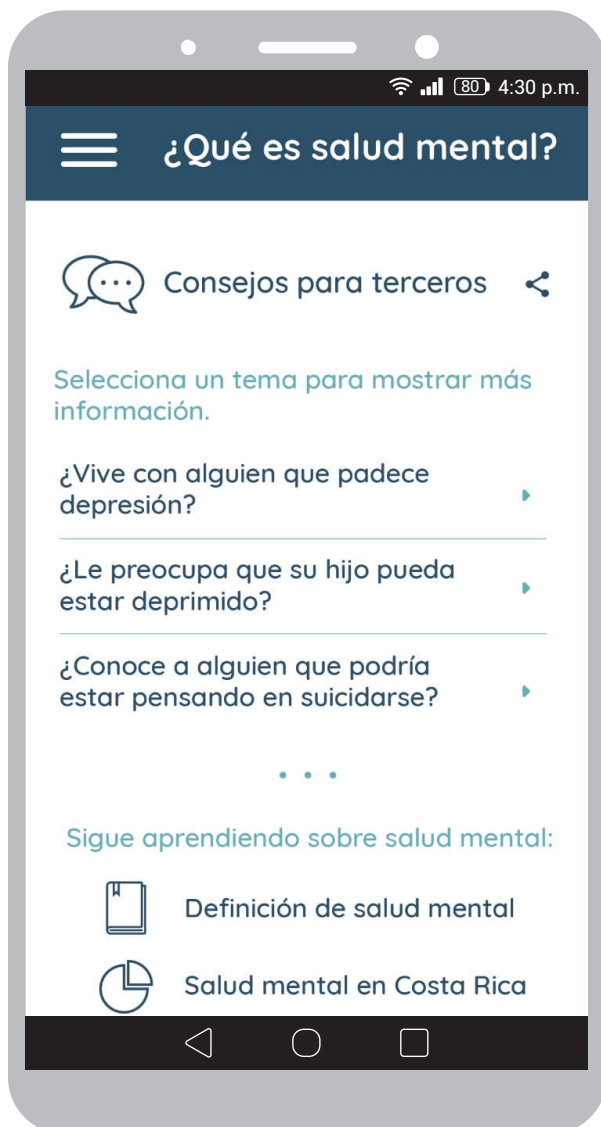 80 4:30 p.m.
¿Qué es salud mental?
Consejos para terceros
Selecciona un tema para mostrar más
información.
¿Vive con alguien que padece
depresión?
¿Le preocupa que su hijo pueda
estar deprimido?
¿Conoce a alguien que podría
estar pensando en suicidarse?
Sigue aprendiendo sobre salud mental:
Definición de salud mental
Salud mental en Costa Rica